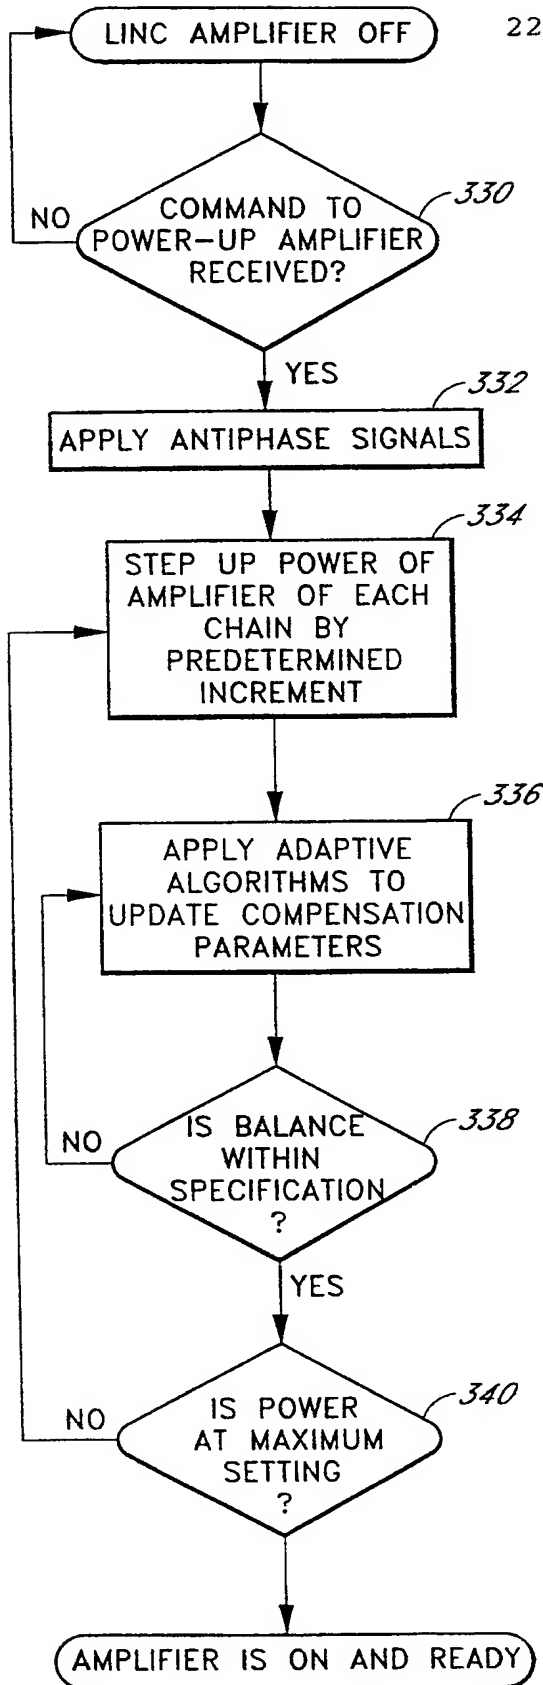 LINC AMPLIFIER OFF
22
COMMAND TO
POWER-UP AMPLIFIER
RECEIVED?
330
NO
YES
332
APPLY ANTIPHASE SIGNALS
334
STEP UP POWER OF
AMPLIFIER OF EACH
CHAIN BY
PREDETERMINED
INCREMENT
336
APPLY ADAPTIVE
ALGORITHMS TO
UPDATE COMPENSATION
PARAMETERS
338
IS BALANCE
WITHIN
SPECIFICATION
?
NO
YES
340
IS POWER
AT MAXIMUM
SETTING
?
NO
AMPLIFIER IS ON AND READY